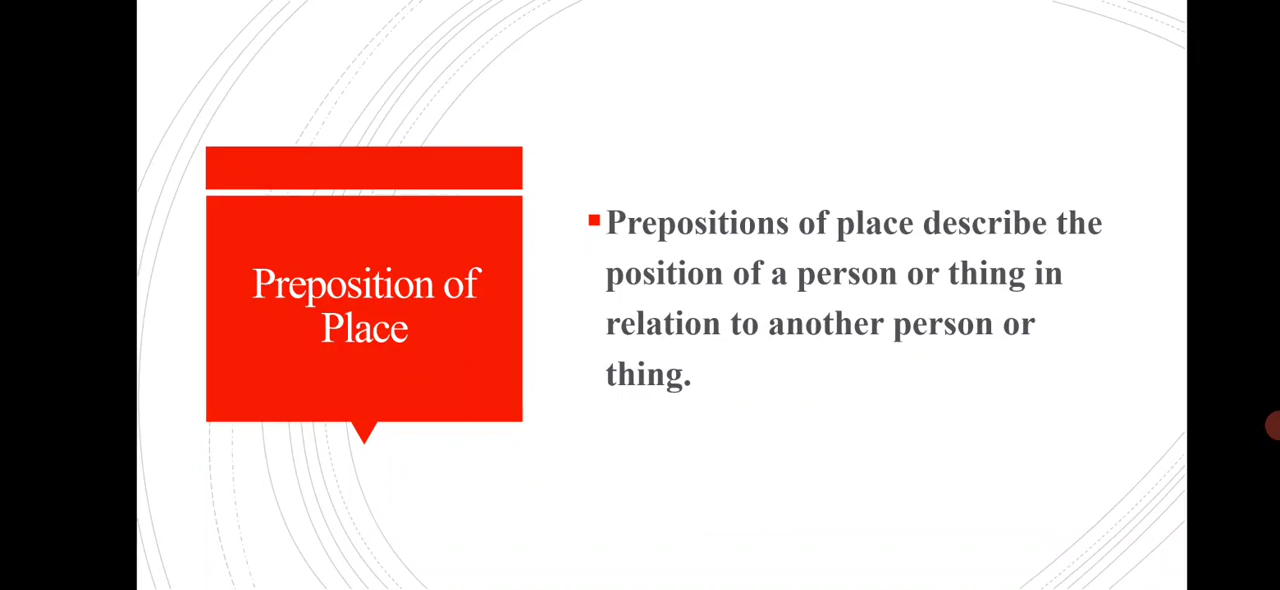 Preposition of
Place
Prepositions of place describe the
position of a person or thing in
relation to another person or
thing.